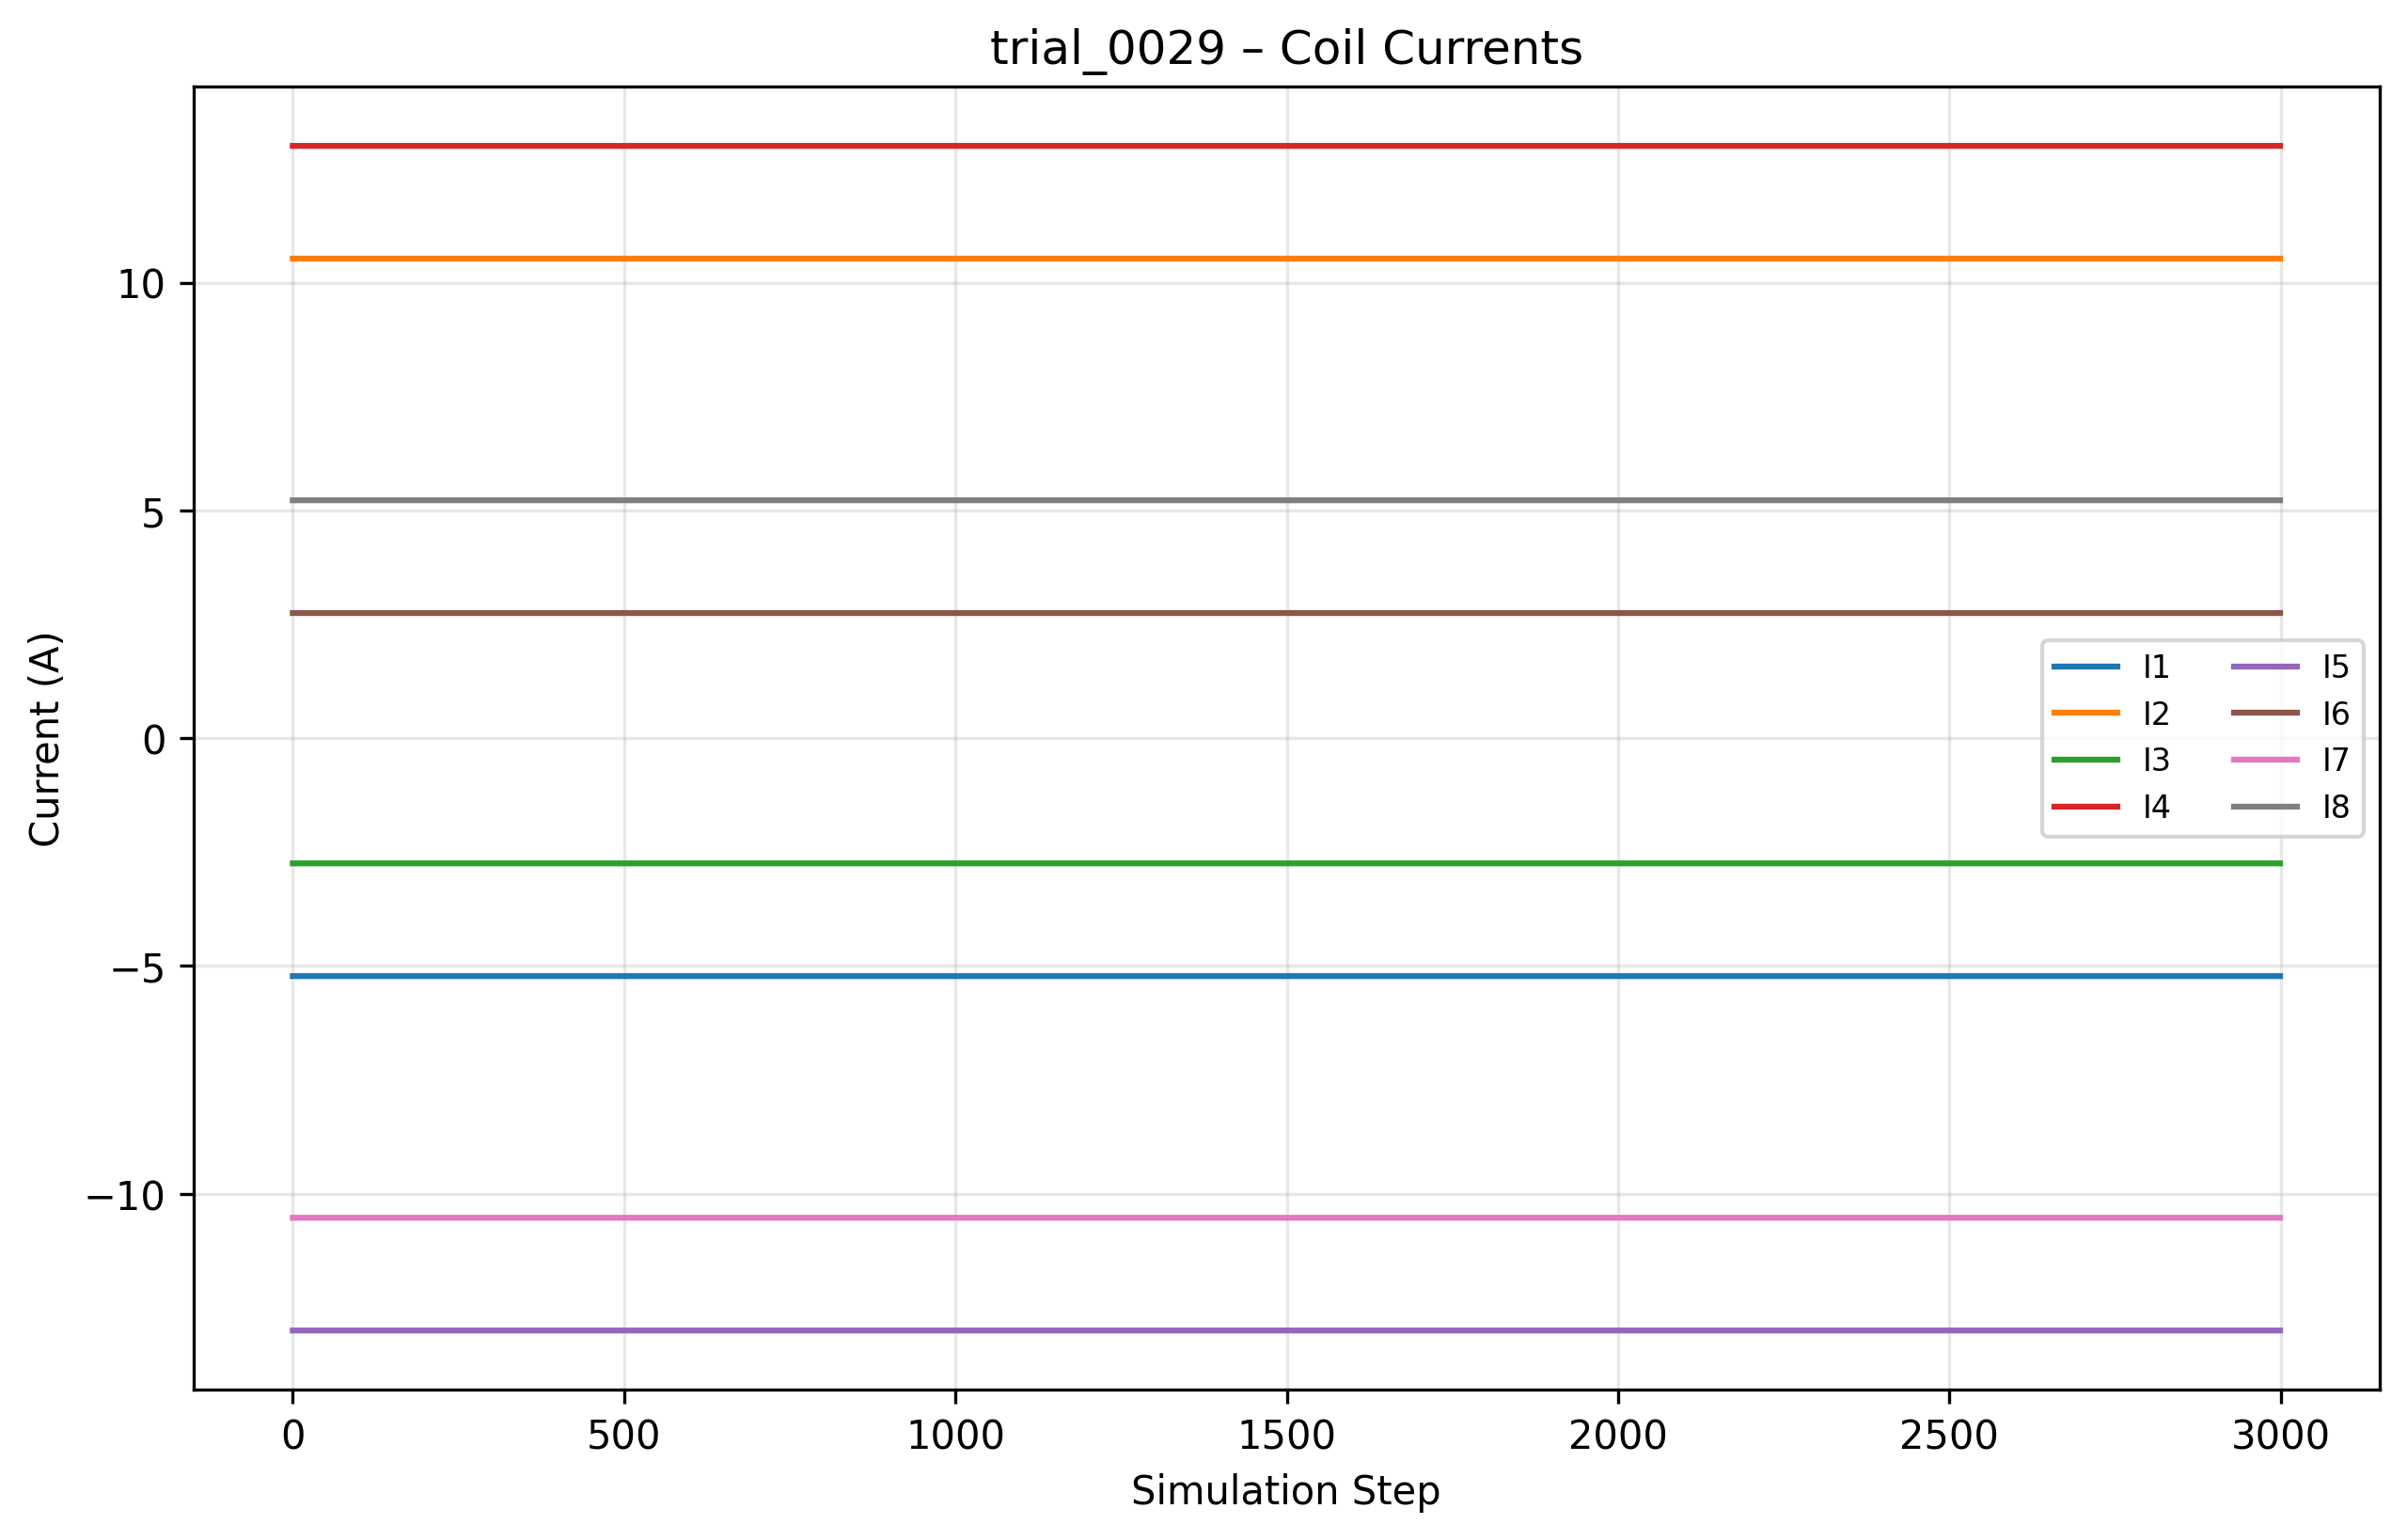 trial_0029 – Coil Currents
Current (A)
10
5
0
−5
−10
I1
I2
I3
I4
I5
I6
I7
I8
0 500 1000 1500 2000 2500 3000
Simulation Step